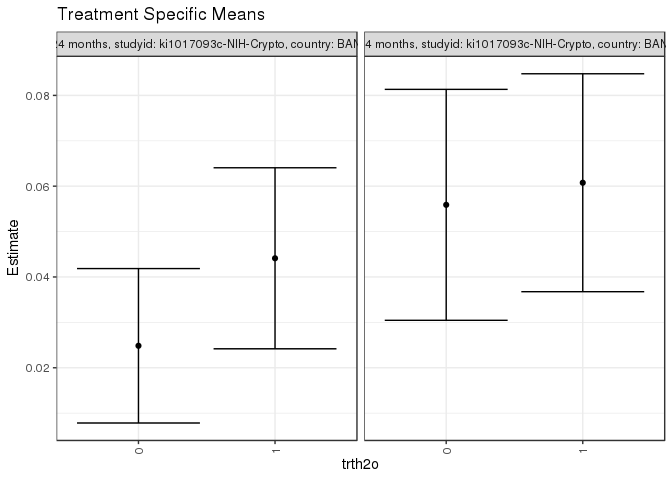 Treatment Specific Means
24 months, studyid: ki1017093c-NIH-Crypto, country: BAN
4 months, studyid: ki1017093c-NIH-Crypto, country: BAN
0.08
0.06
0.04
0.02
Estimate
0
1
0
1
trth2o